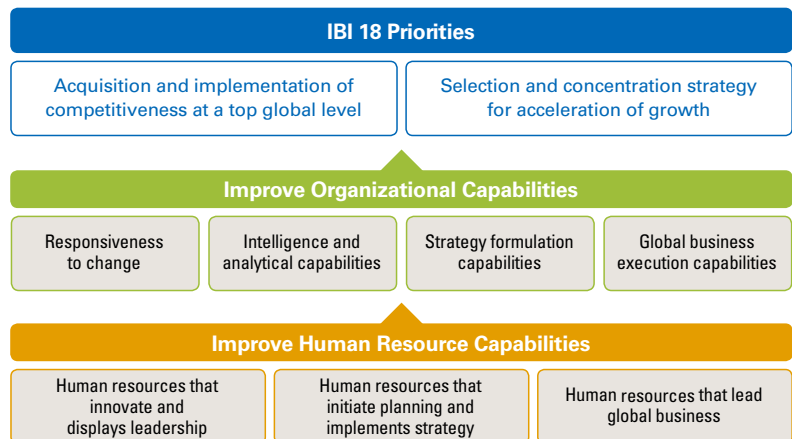 IBI 18 Priorities
Acquisition and implementation of
competitiveness at a top global level
Selection and concentration strategy
for acceleration of growth
Improve Organizational Capabilities
Responsiveness
to change
Intelligence and
analytical capabilities
Strategy formulation
capabilities
Global business
execution capabilities
Improve Human Resource Capabilities
Human resources that
innovate and
displays leadership
Human resources that
initiate planning and
implements strategy
Human resources that lead
global business